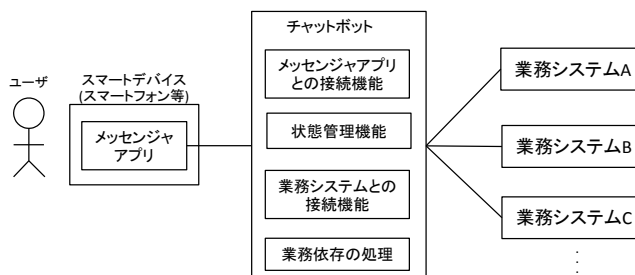 チャットボット
ユーザ
スマートデバイス
(スマートフォン等)
メッセンジャ
アプリ
メッセンジャアプリ
との接続機能
状態管理機能
業務システムとの
接続機能
業務依存の処理
業務システムA
業務システムB
業務システムC